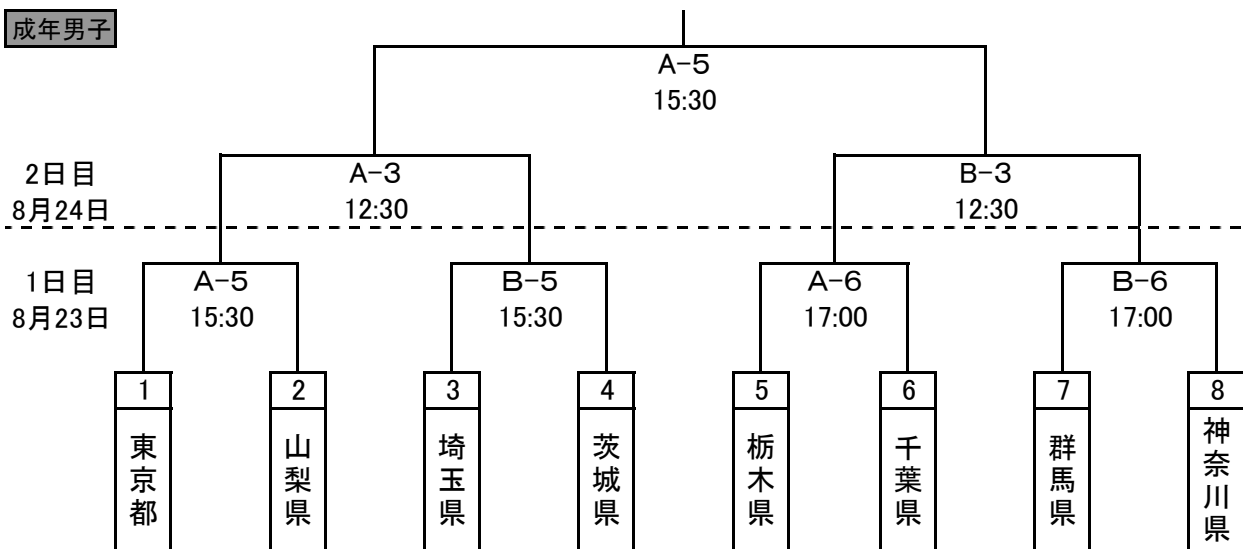 成年男子
A-5
15:30
2日目
8月24日
A-3
12:30
B-3
12:30
1日目
8月23日
A-5
15:30
B-5
15:30
A-6
17:00
B-6
17:00
1
2
3
4
5
6
7
8
東京都
山梨県
埼玉県
茨城県
栃木県
千葉県
群馬県
神奈川県